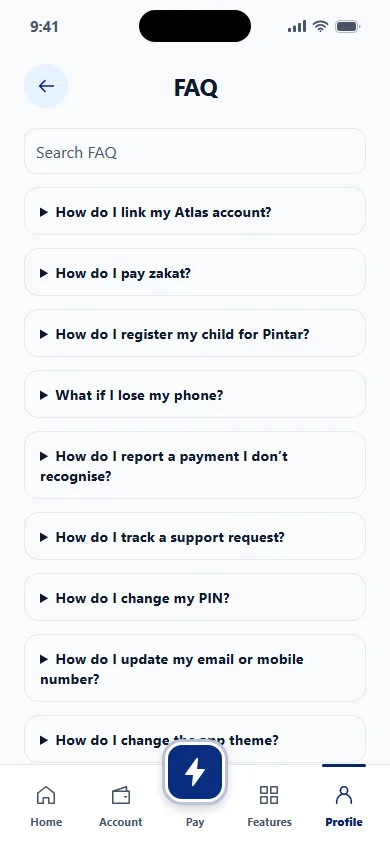 9:41
FAQ
Search FAQ
How do I link my Atlas account?
How do I pay zakat?
How do I register my child for Pintar?
What if I lose my phone?
How do I report a payment I don't
recognise?
How do I track a support request?
How do I change my PIN?
How do I update my email or mobile
number?
How do I change the app theme?
Home
Account
Pay
Features
Profile